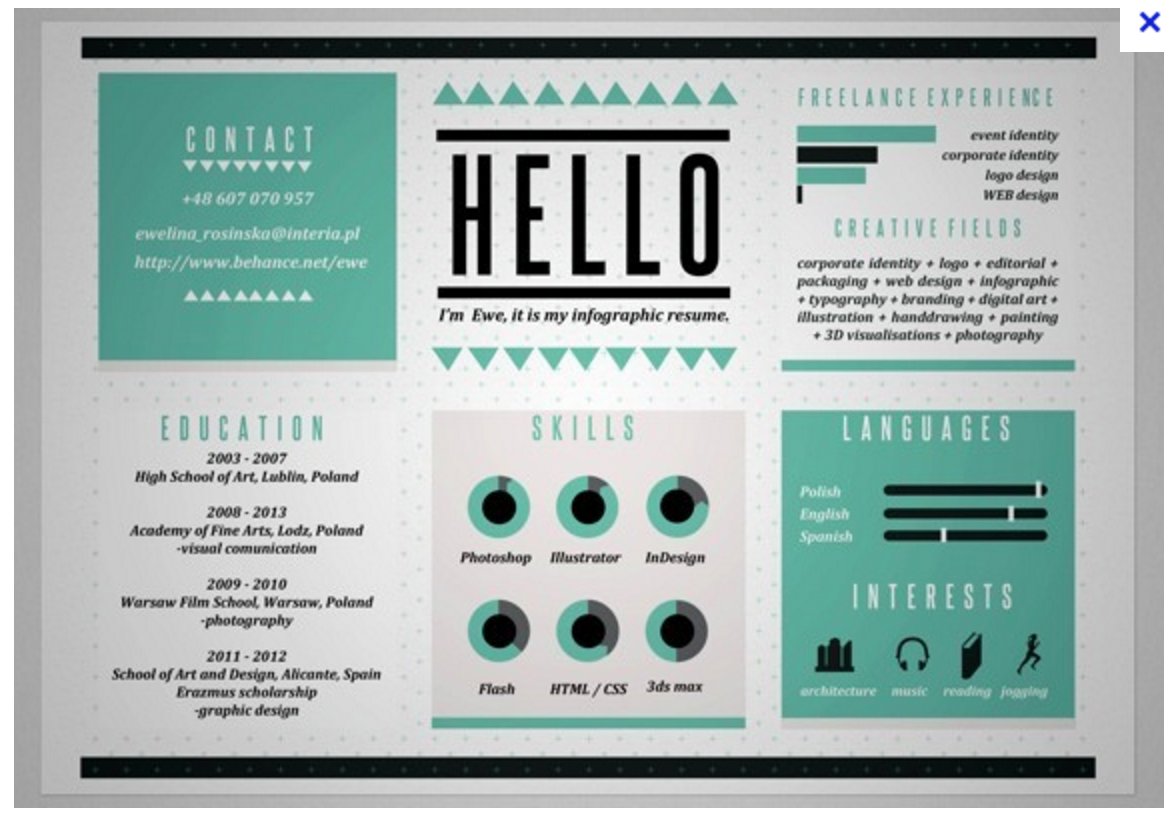 CONTACT
+48 607 070 957
ewelina_rosinska@interia.pl
http://www.behance.net/ewe
HELLO
I'm Ewe, it is my infographic resume.
FREELANCE EXPERIENCE
event identity
corporate identity
logo design
WEB design
CREATIVE FIELDS
corporate identity + logo + editorial +
packaging + web design + infographic
+ typography + branding + digital art +
illustration + handdrawing + painting
+ 3D visualisations + photography
EDUCATION
2003 - 2007
High School of Art, Lublin, Poland
2008 - 2013
Academy of Fine Arts, Lodz, Poland
-visual comunication
2009 - 2010
Warsaw Film School, Warsaw, Poland
-photography
2011 - 2012
School of Art and Design, Alicante, Spain
Erazmus scholarship
-graphic design
SKILLS
Photoshop Illustrator InDesign
Flash HTML / CSS 3ds max
LANGUAGES
Polish
English
Spanish
INTERESTS
architecture music reading jogging